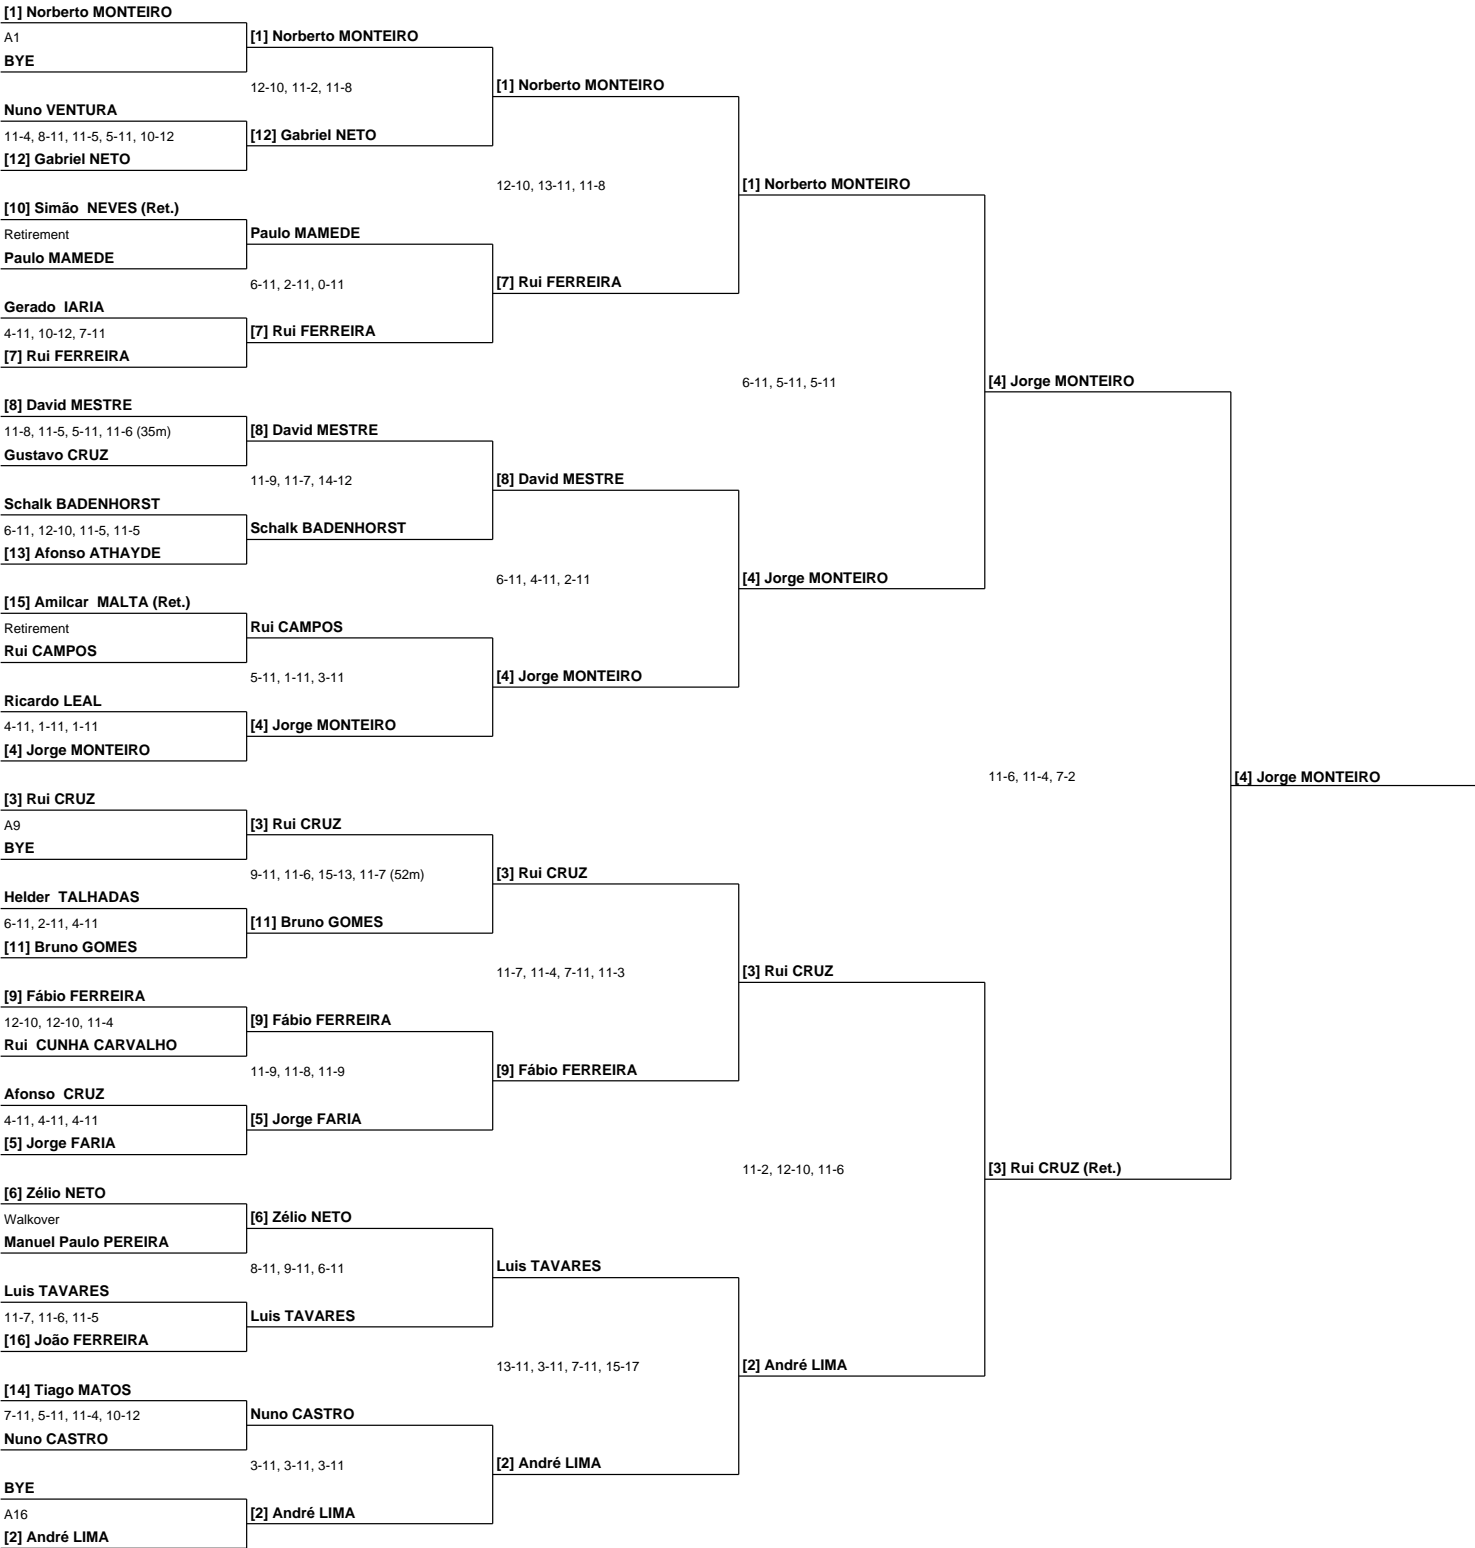 [1] Norberto MONTEIRO
A1
BYE
Nuno VENTURA
11-4, 8-11, 11-5, 5-11, 10-12
[12] Gabriel NETO
[10] Simão  NEVES (Ret.)
Retirement
Paulo MAMEDE
Gerado  IARIA
4-11, 10-12, 7-11
[7] Rui FERREIRA
[8] David MESTRE
11-8, 11-5, 5-11, 11-6 (35m)
Gustavo CRUZ
Schalk BADENHORST
6-11, 12-10, 11-5, 11-5
[13] Afonso ATHAYDE
[15] Amilcar  MALTA (Ret.)
Retirement
Rui CAMPOS
Ricardo LEAL
4-11, 1-11, 1-11
[4] Jorge MONTEIRO
[3] Rui CRUZ
A9
BYE
Helder  TALHADAS
6-11, 2-11, 4-11
[11] Bruno GOMES
[9] Fábio FERREIRA
12-10, 12-10, 11-4
Rui  CUNHA CARVALHO
Afonso  CRUZ
4-11, 4-11, 4-11
[5] Jorge FARIA
[6] Zélio NETO
Walkover
Manuel Paulo PEREIRA
Luis TAVARES
11-7, 11-6, 11-5
[16] João FERREIRA
[14] Tiago MATOS
7-11, 5-11, 11-4, 10-12
Nuno CASTRO
BYE
A16
[2] André LIMA
[1] Norberto MONTEIRO
12-10, 11-2, 11-8
[12] Gabriel NETO
Paulo MAMEDE
6-11, 2-11, 0-11
[7] Rui FERREIRA
[8] David MESTRE
11-9, 11-7, 14-12
Schalk BADENHORST
Rui CAMPOS
5-11, 1-11, 3-11
[4] Jorge MONTEIRO
[3] Rui CRUZ
9-11, 11-6, 15-13, 11-7 (52m)
[11] Bruno GOMES
[9] Fábio FERREIRA
11-9, 11-8, 11-9
[5] Jorge FARIA
[6] Zélio NETO
8-11, 9-11, 6-11
Luis TAVARES
Nuno CASTRO
3-11, 3-11, 3-11
[2] André LIMA
[1] Norberto MONTEIRO
12-10, 13-11, 11-8
[7] Rui FERREIRA
[8] David MESTRE
6-11, 4-11, 2-11
[4] Jorge MONTEIRO
[3] Rui CRUZ
11-7, 11-4, 7-11, 11-3
[9] Fábio FERREIRA
Luis TAVARES
13-11, 3-11, 7-11, 15-17
[2] André LIMA
[1] Norberto MONTEIRO
6-11, 5-11, 5-11
[4] Jorge MONTEIRO
[3] Rui CRUZ
11-2, 12-10, 11-6
[2] André LIMA
[4] Jorge MONTEIRO
11-6, 11-4, 7-2
[3] Rui CRUZ (Ret.)
[4] Jorge MONTEIRO